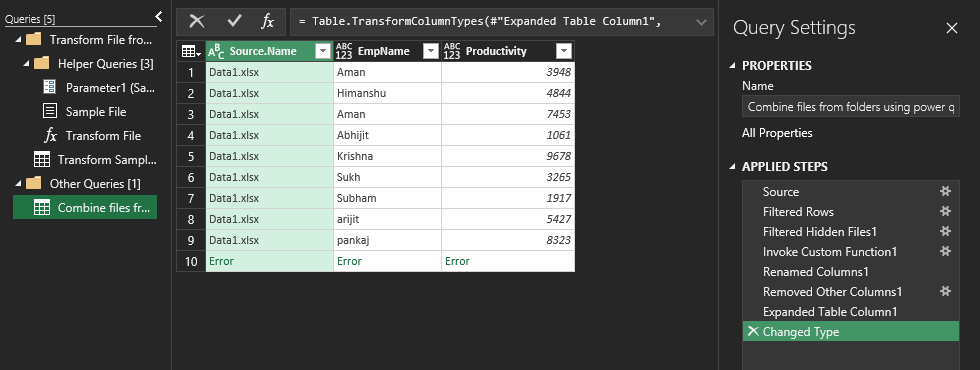 Queries [5]
Transform File fro...
Helper Queries [3]
Parameter1 (Sa...
Sample File
fx Transform File
Transform Sampl...
Other Queries [1]
Combine files fr...
fx = Table.TransformColumnTypes(#"Expanded Table Column1",
ABC Source.Name ABC123 EmpName ABC123 Productivity
1 Data1.xlsx Aman 3948
2 Data1.xlsx Himanshu 4844
3 Data1.xlsx Aman 7453
4 Data1.xlsx Abhijit 1061
5 Data1.xlsx Krishna 9678
6 Data1.xlsx Sukh 3265
7 Data1.xlsx Subham 1917
8 Data1.xlsx arijit 5427
9 Data1.xlsx pankaj 8323
10 Error Error Error
Query Settings
PROPERTIES
Name
Combine files from folders using power q
All Properties
APPLIED STEPS
Source
Filtered Rows
Filtered Hidden Files1
Invoke Custom Function1
Renamed Columns1
Removed Other Columns1
Expanded Table Column1
Changed Type